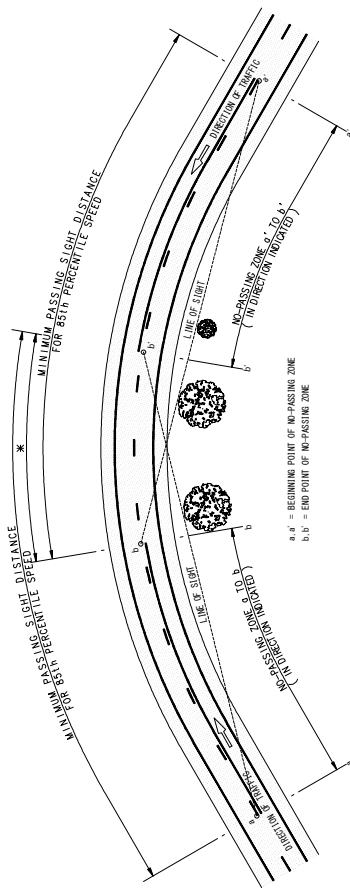 MINIMUM PASSING SIGHT DISTANCE
FOR 85th PERCENTILE SPEED
*
MINIMUM PASSING SIGHT DISTANCE
FOR 85th PERCENTILE SPEED
DIRECTION OF TRAFFIC
a
b
b'
a'
DIRECTION OF TRAFFIC
LINE OF SIGHT
LINE OF SIGHT
NO-PASSING ZONE a TO b
( IN DIRECTION INDICATED)
b
b'
NO-PASSING ZONE a' TO b'
( IN DIRECTION INDICATED )
a
a'
a,a' = BEGINNING POINT OF NO-PASSING ZONE
b,b' = END POINT OF NO-PASSING ZONE